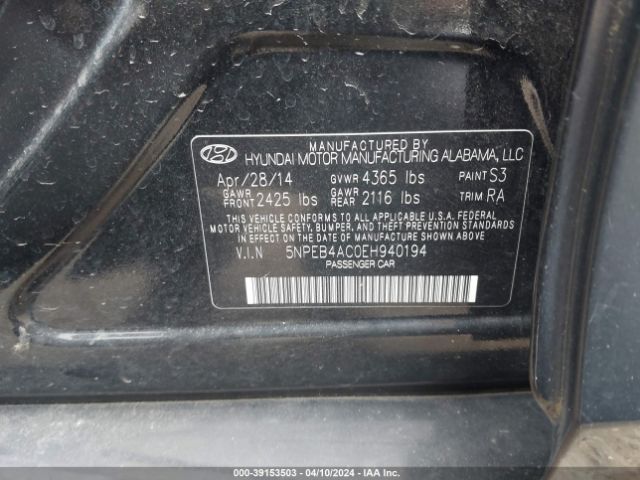 MANUFACTURED BY
HYUNDAI MOTOR MANUFACTURING ALABAMA, LLC
Apr/28/14 GVWR 4365 lbs PAINT S3
GAWR FRONT 2425 lbs GAWR REAR 2116 lbs TRIM RA
THIS VEHICLE CONFORMS TO ALL APPLICABLE U.S.A. FEDERAL
MOTOR VEHICLE SAFETY, BUMPER, AND THEFT PREVENTION
STANDARDS IN EFFECT ON THE DATE OF MANUFACTURE SHOWN ABOVE.
V.I.N 5NPEB4AC0EH940194
PASSENGER CAR
000-39153503 - 04/10/2024 - IAA Inc.